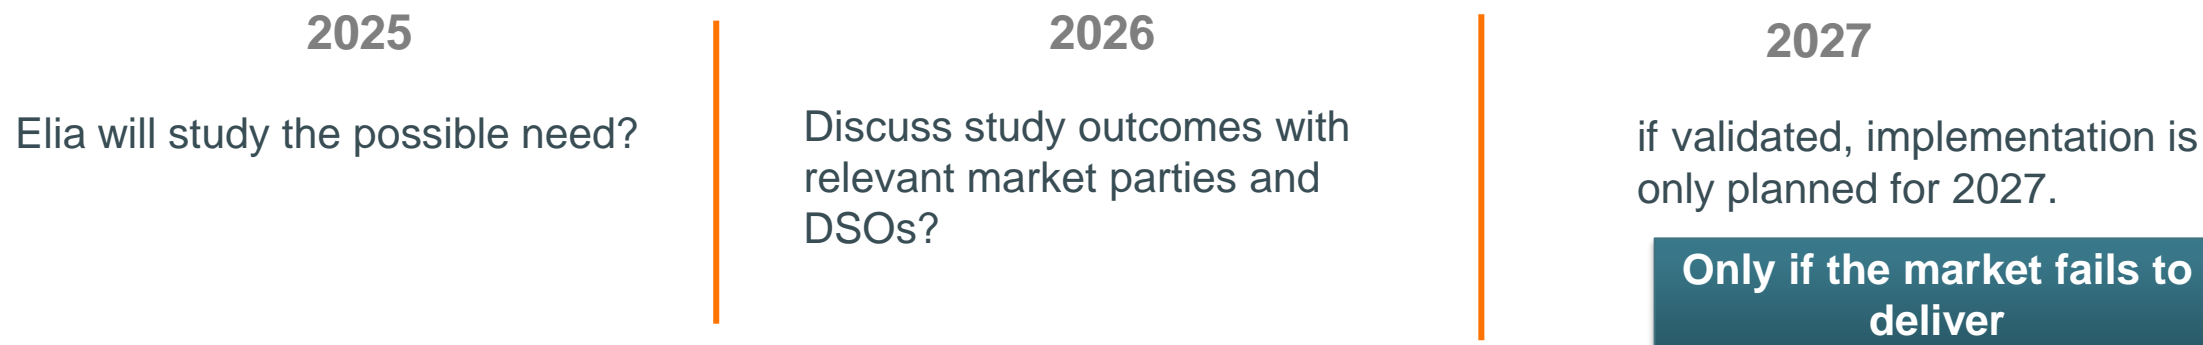 2025
Elia will study the possible need?
2026
Discuss study outcomes with
relevant market parties and
DSOs?
2027
if validated, implementation is
only planned for 2027.
Only if the market fails to
deliver